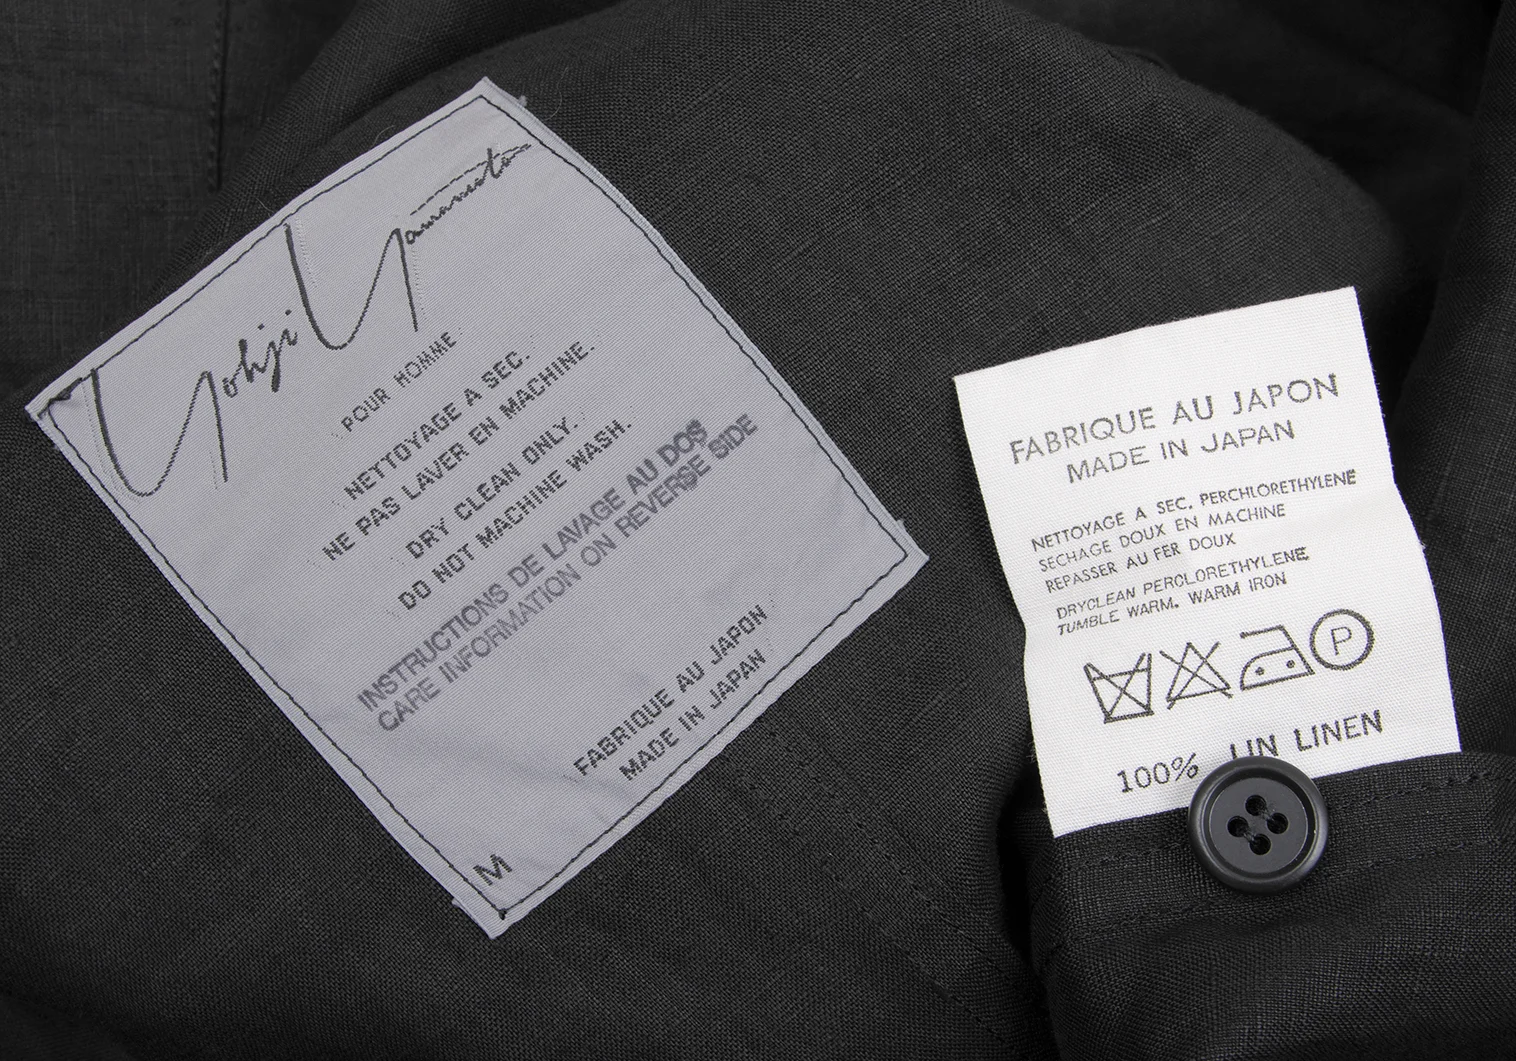 Yohji Yamamoto
POUR HOMME
NETTOYAGE A SEC.
NE PAS LAVER EN MACHINE.
DRY CLEAN ONLY.
DO NOT MACHINE WASH.
INSTRUCTIONS DE LAVAGE AU DOS
CARE INFORMATION ON REVERSE SIDE
FABRIQUE AU JAPON
MADE IN JAPAN
M
FABRIQUE AU JAPON
MADE IN JAPAN
NETTOYAGE A SEC, PERCHLORETHYLENE
SECHAGE DOUX EN MACHINE
REPASSER AU FER DOUX
DRYCLEAN PERCLORETHYLENE
TUMBLE WARM. WARM IRON
P
100% LIN LINEN